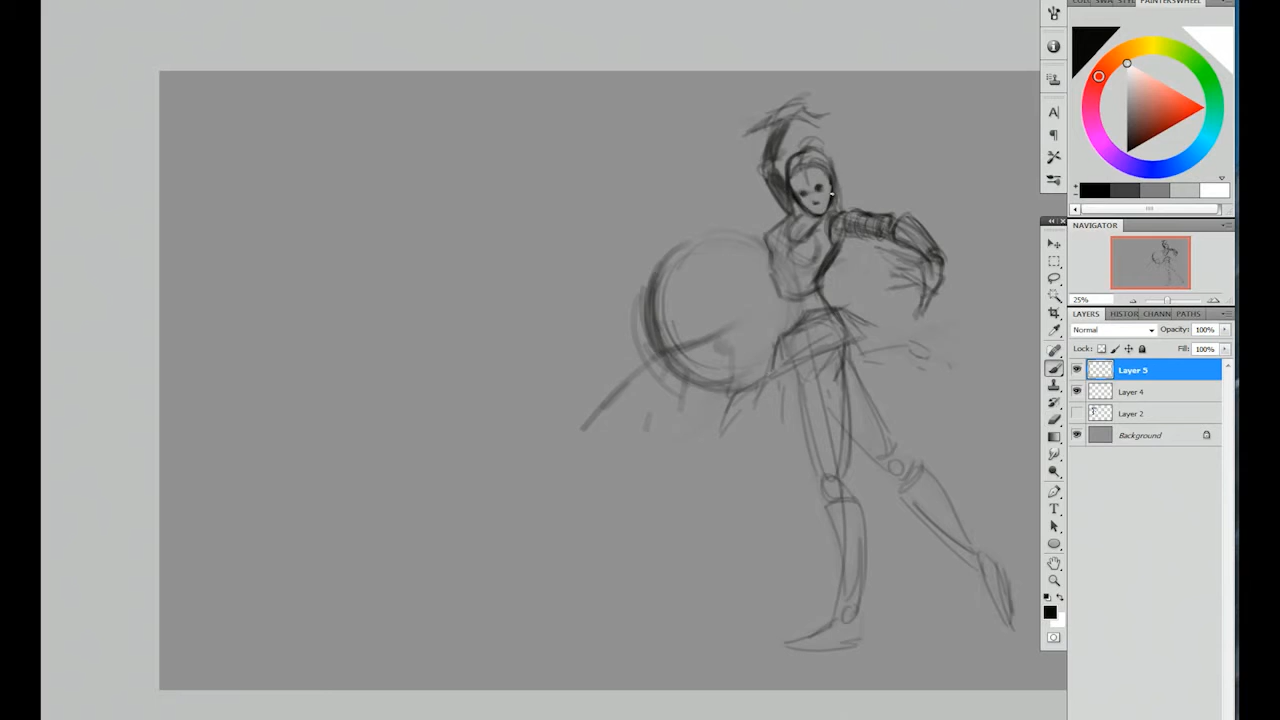 PAINTERSWHEEL
NAVIGATOR
25%
LAYERS HISTOR CHANN PATHS
Normal Opacity: 100%
Lock: Fill: 100%
Layer 5
Layer 4
Layer 2
Background